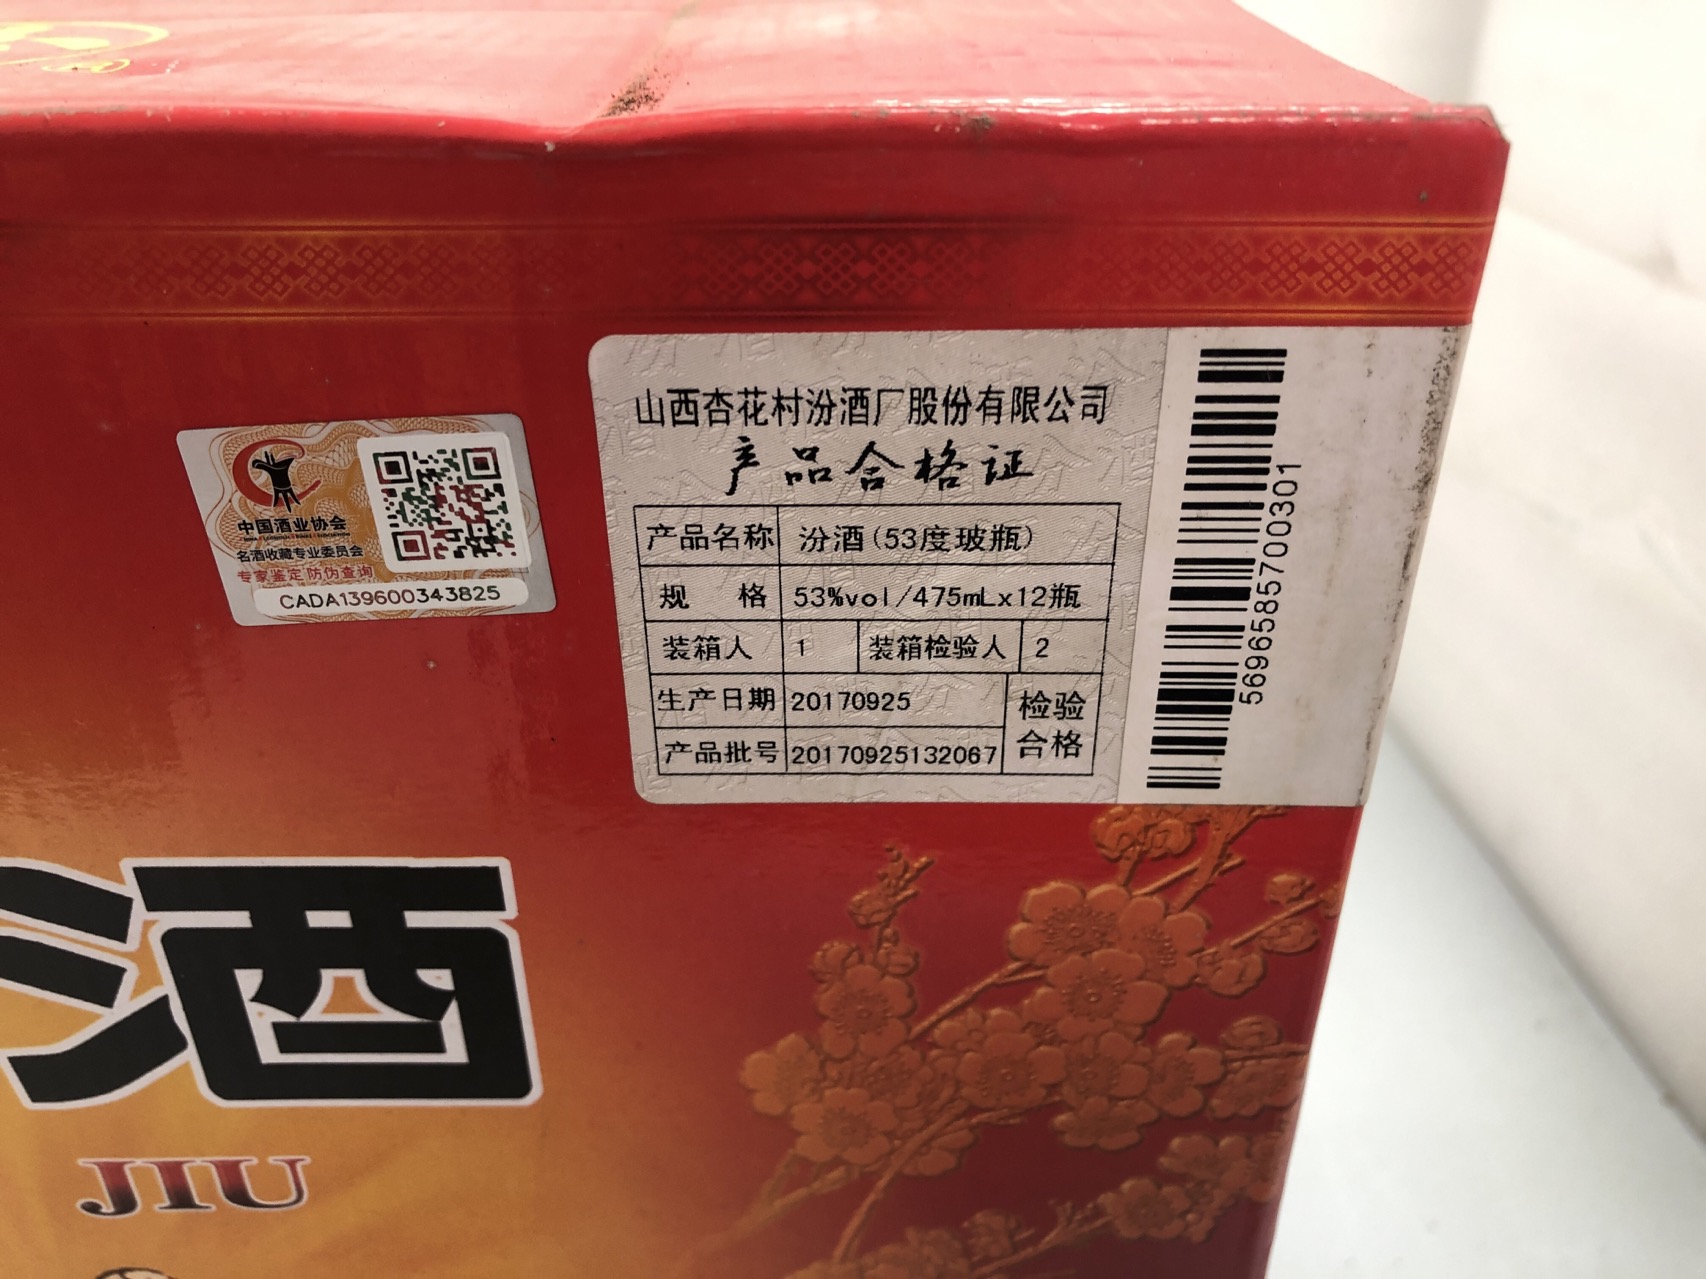 中国酒业协会
名酒收藏专业委员会
专家鉴定 防伪查询
CADA139600343825
山西杏花村汾酒厂股份有限公司
产品合格证
产品名称 汾酒(53度玻瓶)
规 格 53%vol/475mLx12瓶
装箱人 1 装箱检验人 2
生产日期 20170925 检验
产品批号 20170925132067 合格
5696585700301
酒
JIU